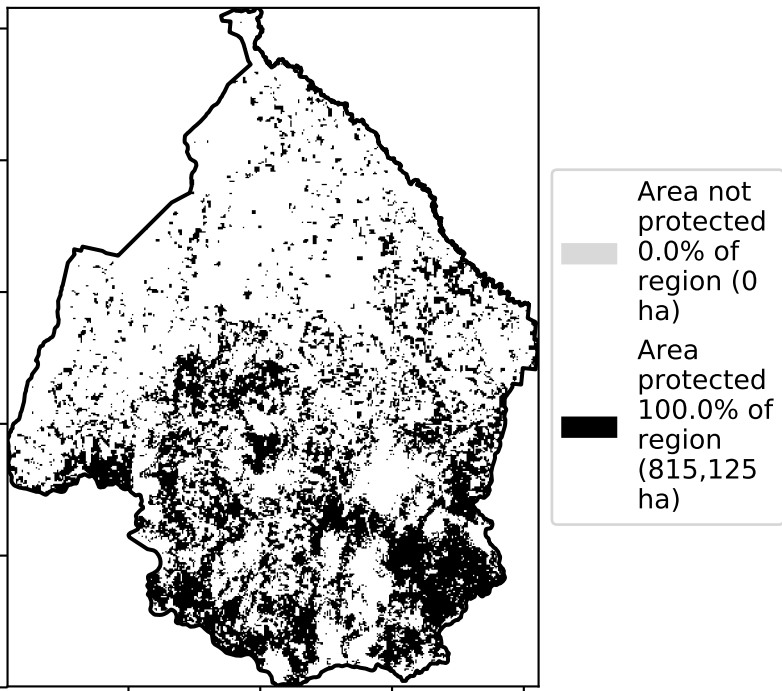 Area not
protected
0.0% of
region (0
ha)
Area
protected
100.0% of
region
(815,125
ha)